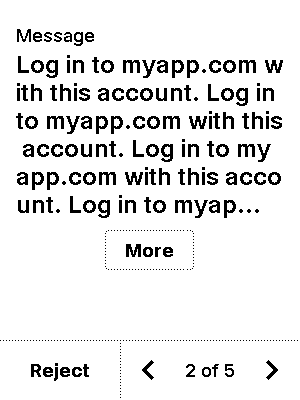 Message
Log in to myapp.com w
ith this account. Log in
to myapp.com with this
account. Log in to my
app.com with this acco
unt. Log in to myap...
More
Reject
2 of 5